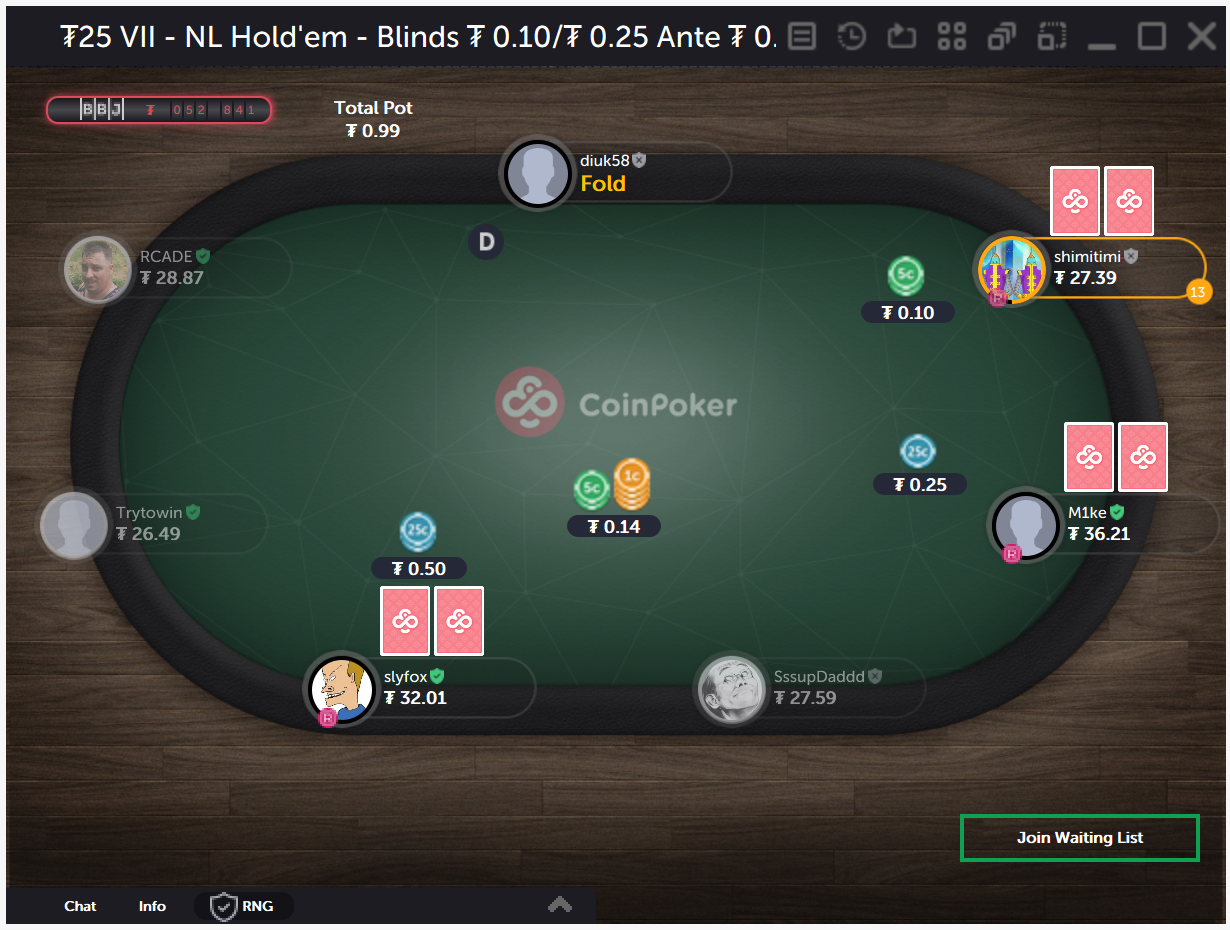 ₮25 VII - NL Hold'em - Blinds ₮ 0.10/₮ 0.25 Ante ₮ 0.
BBJ ₮ 052 841
Total Pot
₮ 0.99
diuk58
Fold
RCADE
₮ 28.87
D
shimitimi
₮ 27.39
13
R
5c
₮ 0.10
CoinPoker
25c
₮ 0.25
M1ke
₮ 36.21
R
5c
1c
₮ 0.14
Trytowin
₮ 26.49
25c
₮ 0.50
slyfox
₮ 32.01
R
SssupDaddd
₮ 27.59
Join Waiting List
Chat Info RNG